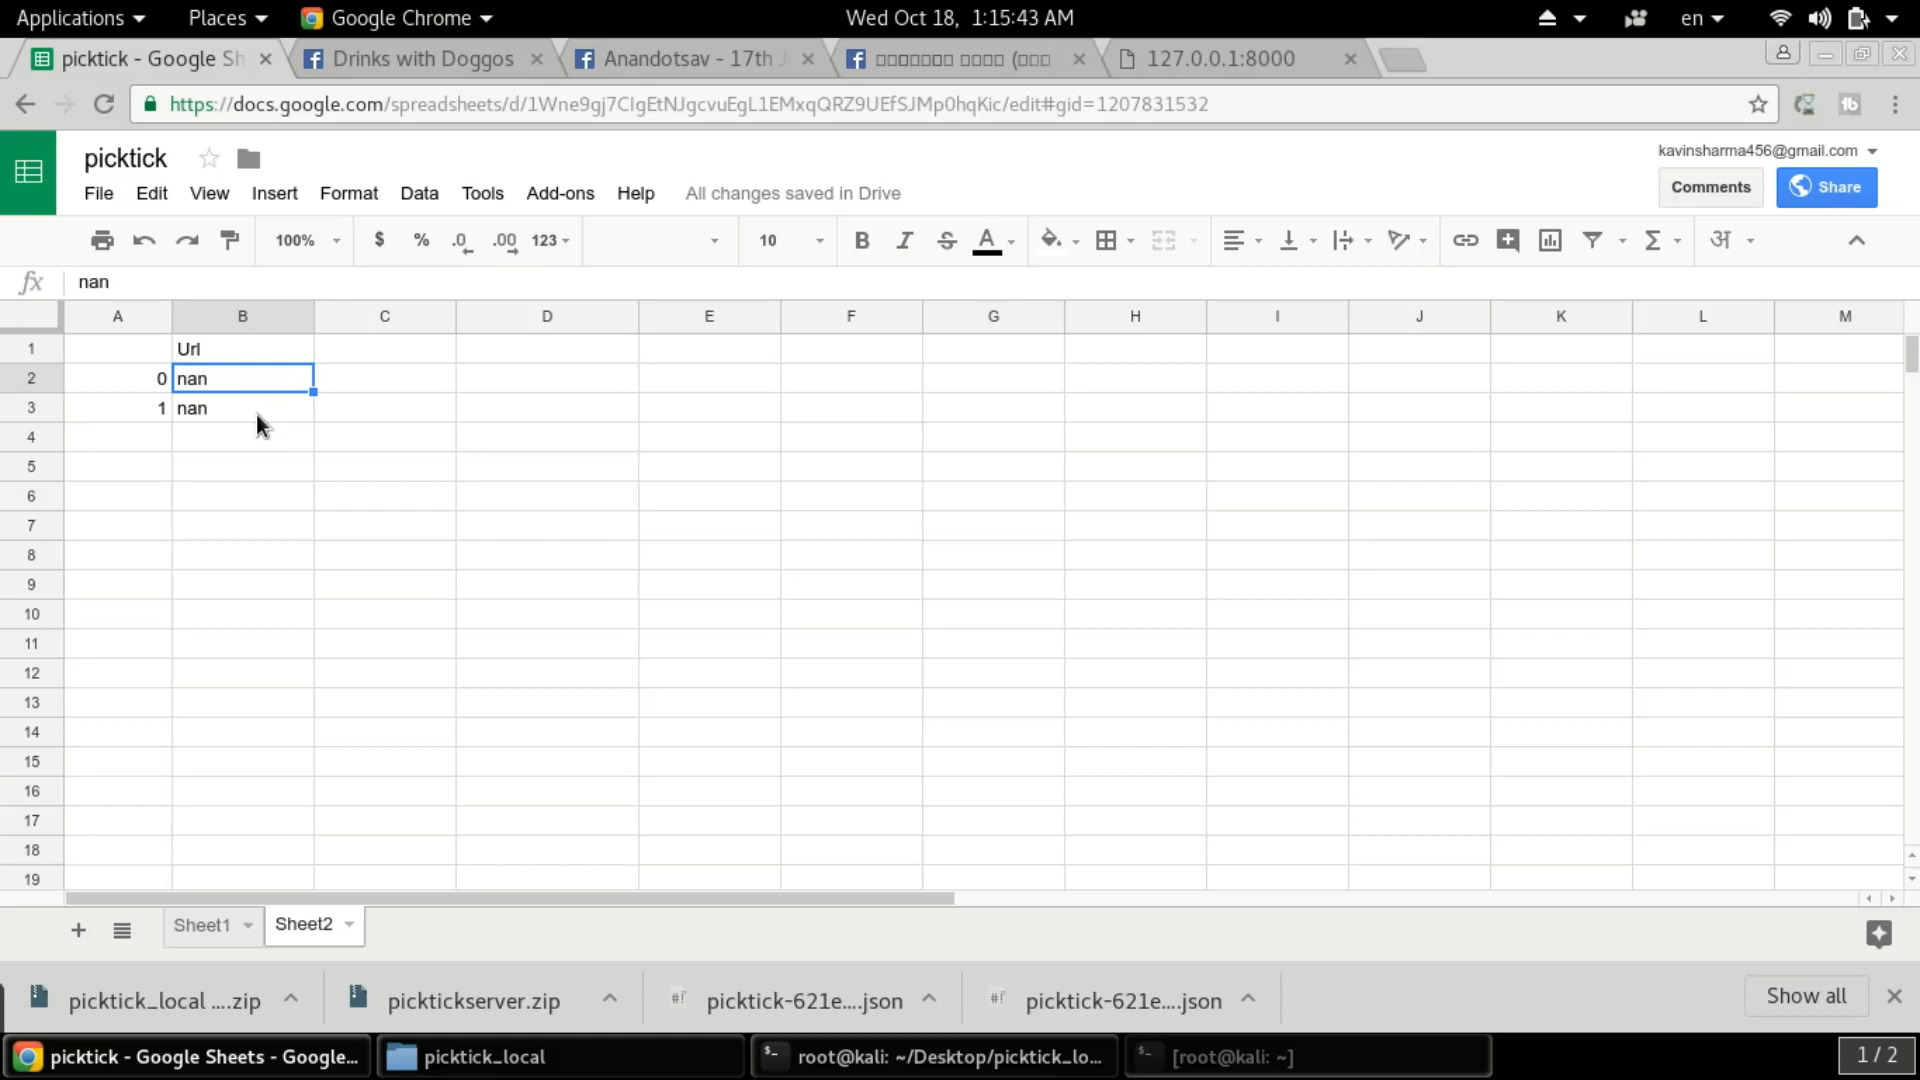 Applications Places Google Chrome Wed Oct 18, 1:15:43 AM en
picktick - Google Sh Drinks with Doggos Anandotsav - 17th J 127.0.0.1:8000
https://docs.google.com/spreadsheets/d/1Wne9gj7CIgEtNJgcvuEgL1EMxqQRZ9UEfSJMp0hqKic/edit#gid=1207831532
picktick kavinsharma456@gmail.com
File Edit View Insert Format Data Tools Add-ons Help All changes saved in Drive Comments Share
100% $ % .0 .00 123 10 B I S A Σ अ
fx nan
A B C D E F G H I J K L M
1 Url
2 0 nan
3 1 nan
4
5
6
7
8
9
10
11
12
13
14
15
16
17
18
19
Sheet1 Sheet2
picktick_local ....zip picktickserver.zip picktick-621e....json picktick-621e....json Show all
picktick - Google Sheets - Google... picktick_local root@kali: ~/Desktop/picktick_lo... [root@kali: ~] 1 / 2